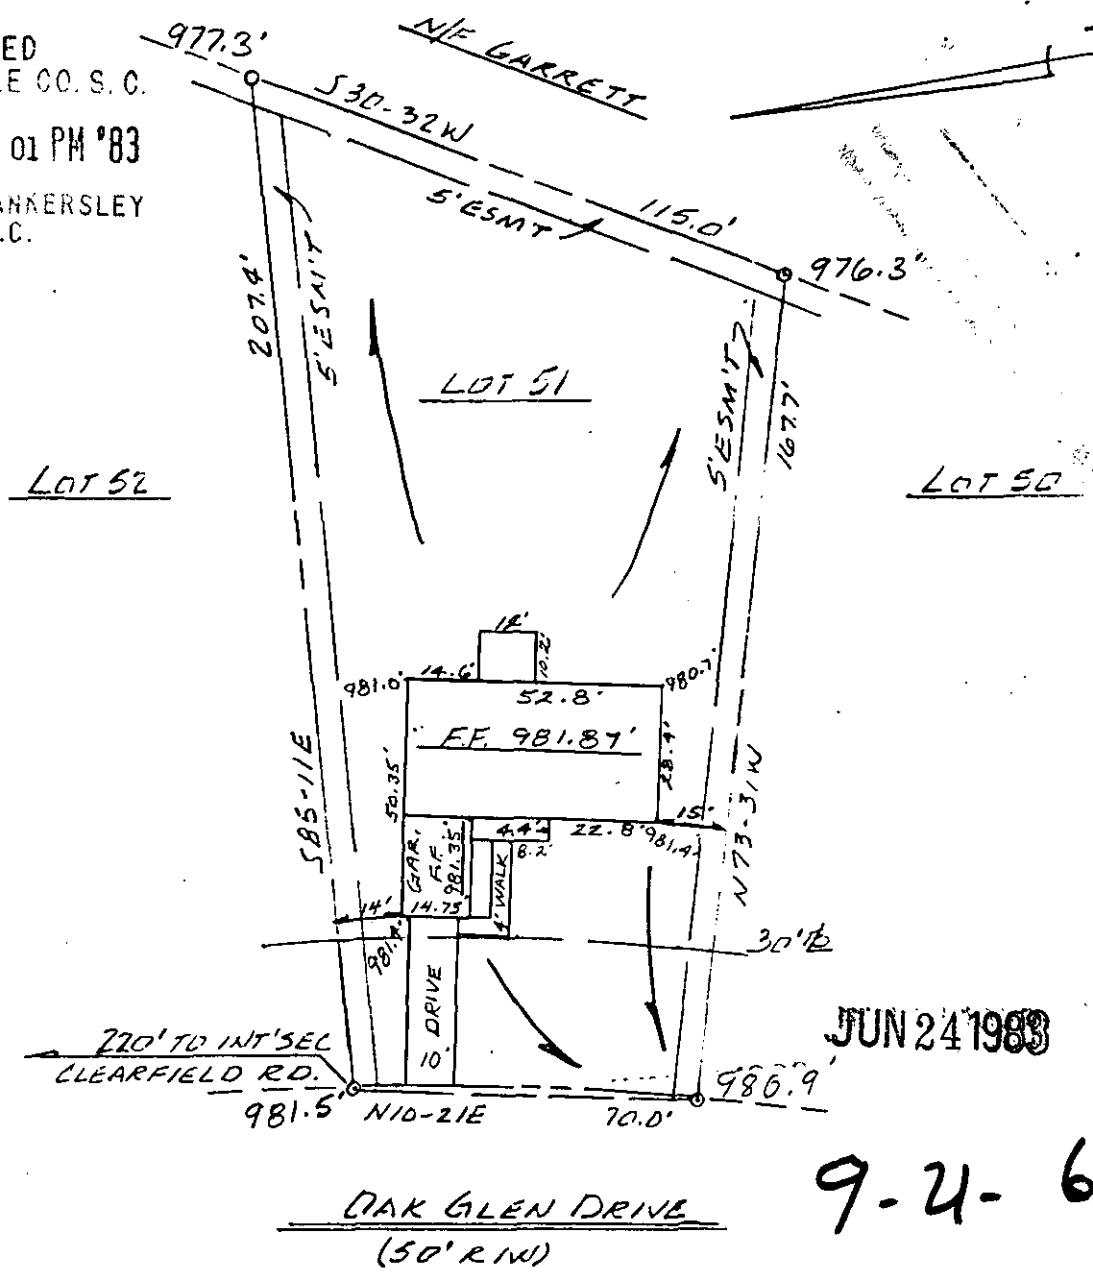 ED
E CO. S. C.
01 PM '83
ANKERSLEY
.C.
977.3'
N/F GARRETT
S30-32W
5' ESMT
115.0'
976.3'
207.4'
5' ESM'T
LOT 51
5' ESM'T
167.7'
LOT 52
LOT 50
12'
10.2'
14.6'
981.0'
52.8'
980.7'
F.F. 981.87'
50.35'
28.4'
S85-11E
N73-31W
15'
4.4'
22.8'
981.4'
8.2'
GAR.
F.F.
981.35'
4' WALK
14'
14.75'
30' BL
DRIVE
10'
JUN 24 1983
220' TO INT'SEC
CLEARFIELD RD.
981.5'
N10-21E
70.0'
980.9'
9-21- 6
OAK GLEN DRIVE
(50' R/W)